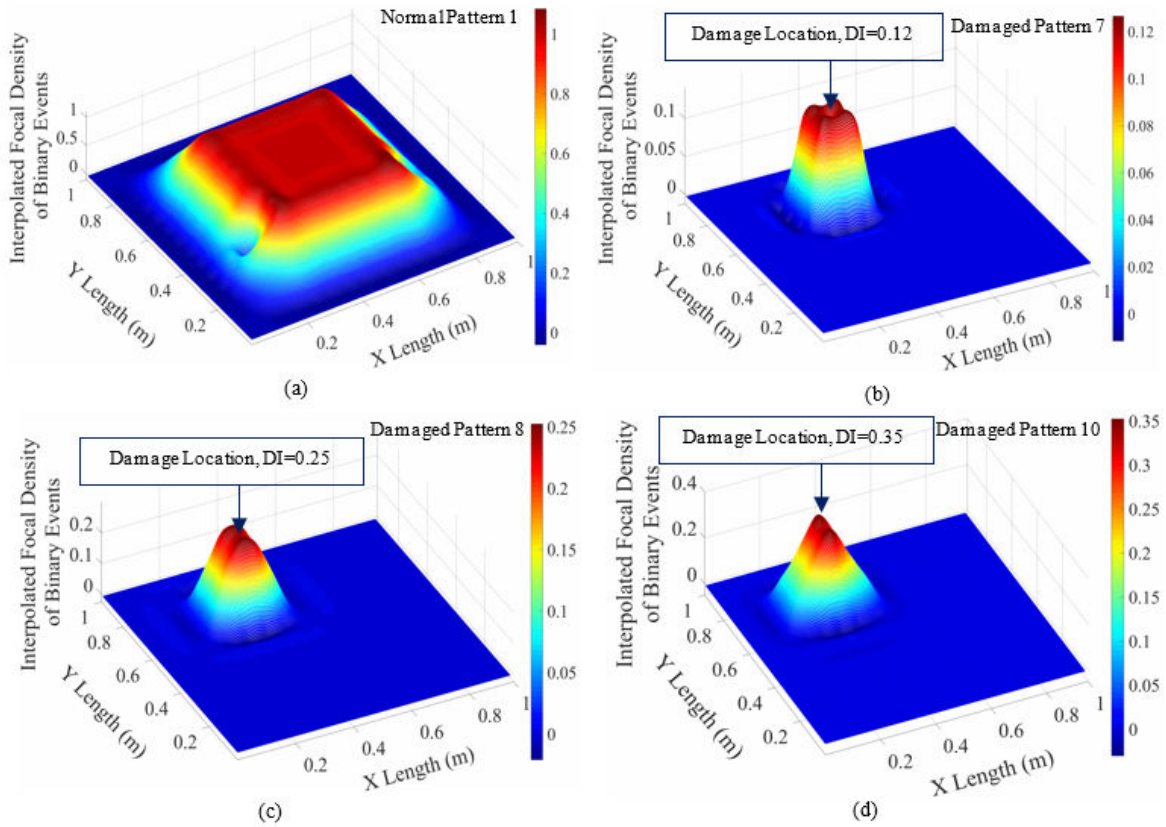 Normal Pattern 1
Interpolated Focal Density
of Binary Events
1
0.5
0
1
0.8
0.6
0.4
0.2
Y Length (m)
0.2
0.4
0.6
0.8
1
X Length (m)
1
0.8
0.6
0.4
0.2
0
(a)
Damage Location, DI=0.12
Damaged Pattern 7
Interpolated Focal Density
of Binary Events
0.1
0.05
0
1
0.8
0.6
0.4
0.2
Y Length (m)
0.2
0.4
0.6
0.8
1
X Length (m)
0.12
0.1
0.08
0.06
0.04
0.02
0
(b)
Damage Location, DI=0.25
Damaged Pattern 8
Interpolated Focal Density
of Binary Events
0.2
0.1
0
1
0.8
0.6
0.4
0.2
Y Length (m)
0.2
0.4
0.6
0.8
1
X Length (m)
0.25
0.2
0.15
0.1
0.05
0
(c)
Damage Location, DI=0.35
Damaged Pattern 10
Interpolated Focal Density
of Binary Events
0.4
0.2
0
1
0.8
0.6
0.4
0.2
Y Length (m)
0.2
0.4
0.6
0.8
1
X Length (m)
0.35
0.3
0.25
0.2
0.15
0.1
0.05
0
(d)